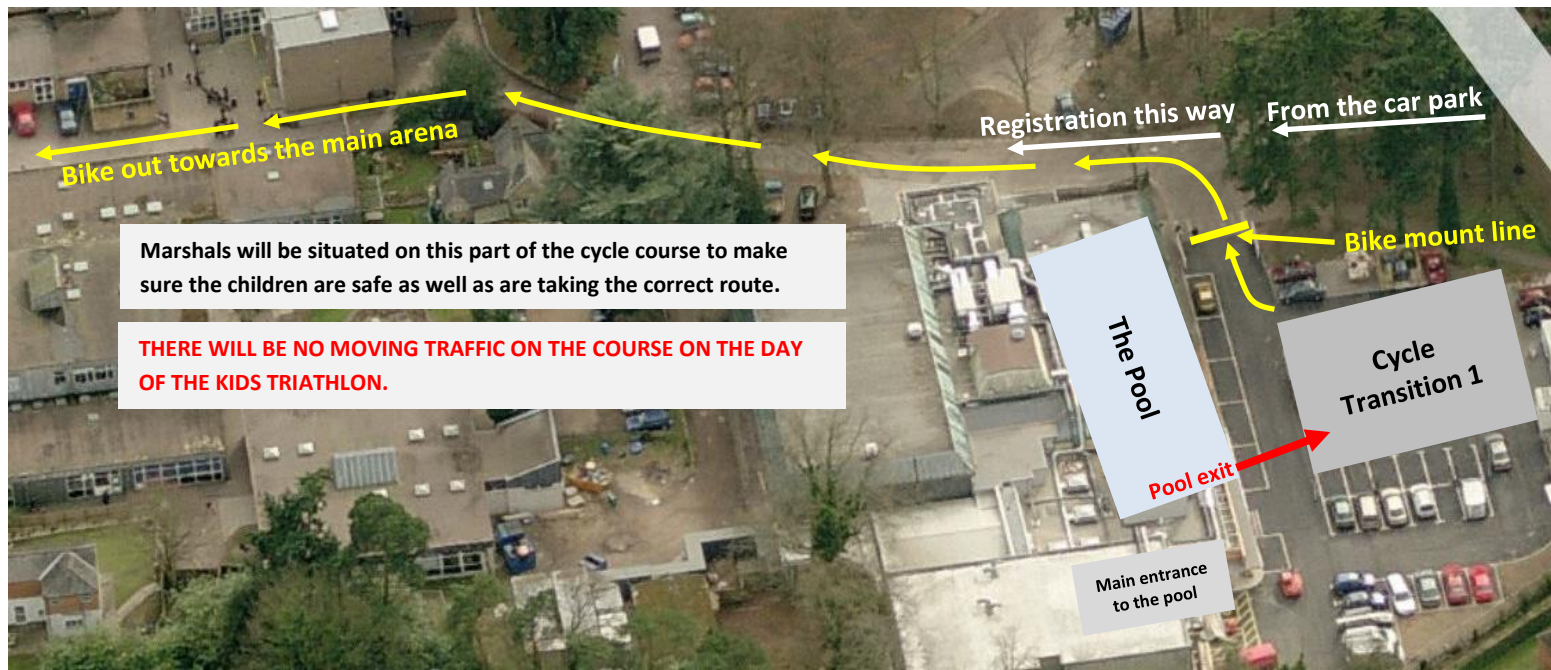 From the car park
Registration this way
Bike out towards the main arena
Bike mount line
Marshals will be situated on this part of the cycle course to make
sure the children are safe as well as are taking the correct route.
THERE WILL BE NO MOVING TRAFFIC ON THE COURSE ON THE DAY
OF THE KIDS TRIATHLON.
The Pool
Cycle
Transition 1
Pool exit
Main entrance
to the pool